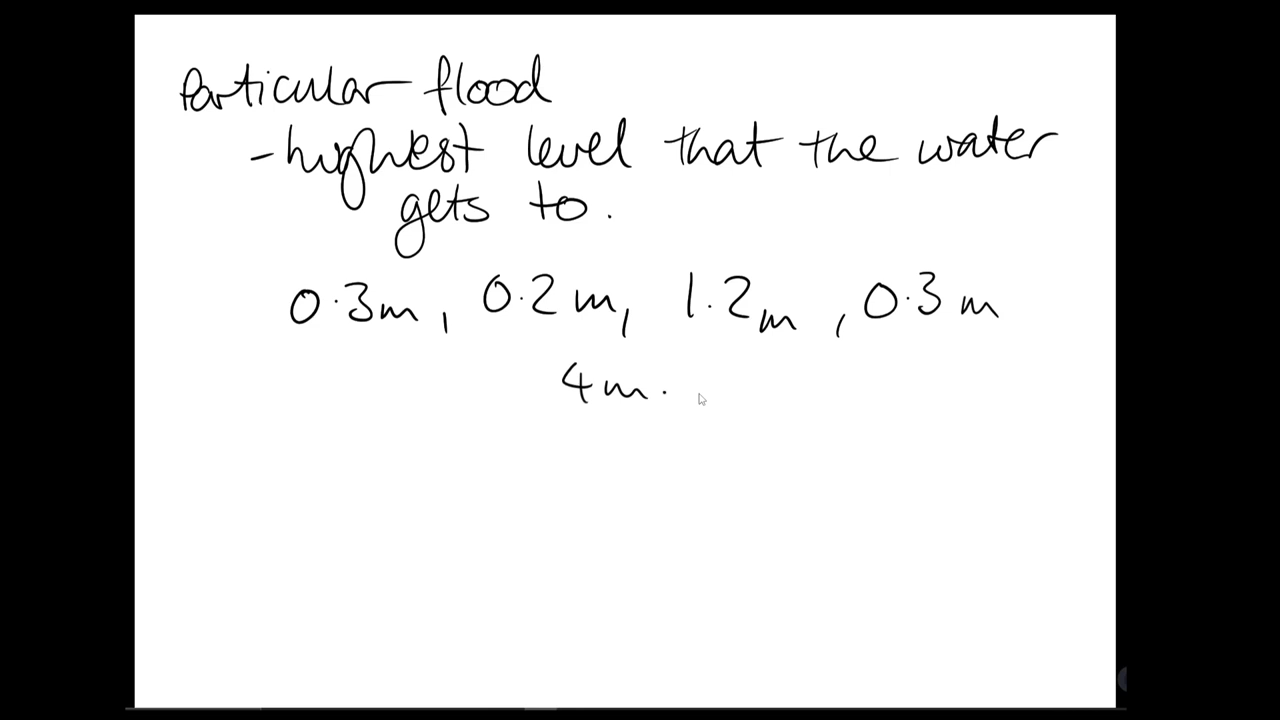 Particular flood
- highest level that the water
gets to.
0.3m, 0.2m, 1.2m, 0.3m
4m.